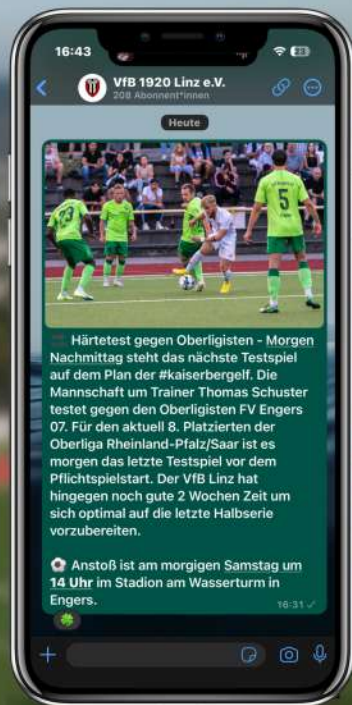 16:43
23
VfB 1920 Linz e.V.
208 Abonnent*innen
Heute
5
Härtetest gegen Oberligisten - Morgen
Nachmittag steht das nächste Testspiel
auf dem Plan der #kaiserbergelf. Die
Mannschaft um Trainer Thomas Schuster
testet gegen den Oberligisten FV Engers
07. Für den aktuell 8. Platzierten der
Oberliga Rheinland-Pfalz/Saar ist es
morgen das letzte Testspiel vor dem
Pflichtspielstart. Der VfB Linz hat
hingegen noch gute 2 Wochen Zeit um
sich optimal auf die letzte Halbserie
vorzubereiten.
Anstoß ist am morgigen Samstag um
14 Uhr im Stadion am Wasserturm in
Engers.
16:31